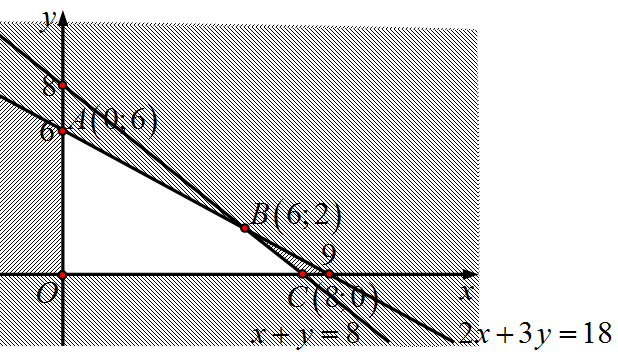 y
8
6
A(0;6)
B(6;2)
9
O
C(8;0)
x
x + y = 8
2x + 3y = 18